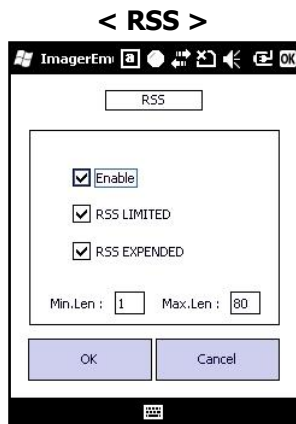 < RSS >
ImagerEm a OK
RSS
Enable
RSS LIMITED
RSS EXPENDED
Min.Len : 1 Max.Len : 80
OK Cancel